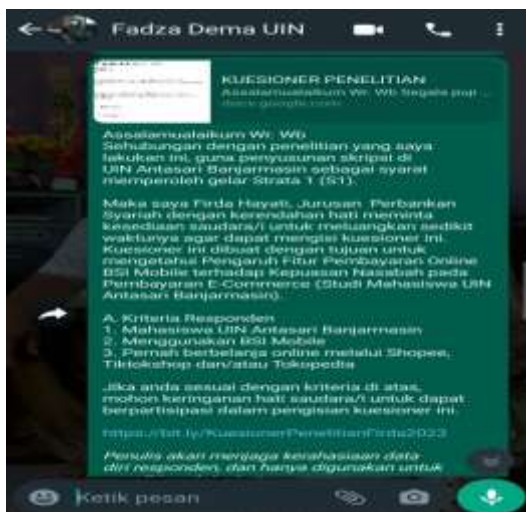 Fadza Dema UIN
KUESIONER PENELITIAN
Assalamualaikum Wr. Wb Segala puji ...
docs.google.com
Assalamualaikum Wr. Wb
Sehubungan dengan penelitian yang saya
lakukan ini, guna penyusunan skripsi di
UIN Antasari Banjarmasin sebagai syarat
memperoleh gelar Strata 1 (S1).
Maka saya Firda Hayati, Jurusan Perbankan
Syariah dengan kerendahan hati meminta
kesediaan saudara/i untuk meluangkan sedikit
waktunya agar dapat mengisi kuesioner ini.
Kuesioner ini dibuat dengan tujuan untuk
mengetahui Pengaruh Fitur Pembayaran Online
BSI Mobile terhadap Kepuasan Nasabah pada
Pembayaran E-Commerce (Studi Mahasiswa UIN
Antasari Banjarmasin).
A. Kriteria Responden
1. Mahasiswa UIN Antasari Banjarmasin
2. Menggunakan BSI Mobile
3. Pernah berbelanja online melalui Shopee,
Tiktokshop dan/atau Tokopedia
Jika anda sesuai dengan kriteria di atas,
mohon keringanan hati saudara/i untuk dapat
berpartisipasi dalam pengisian kuesioner ini.
https://bit.ly/KuesionerPenelitianFirda2023
Penulis akan menjaga kerahasiaan data
diri responden, dan hanya digunakan untuk
Ketik pesan